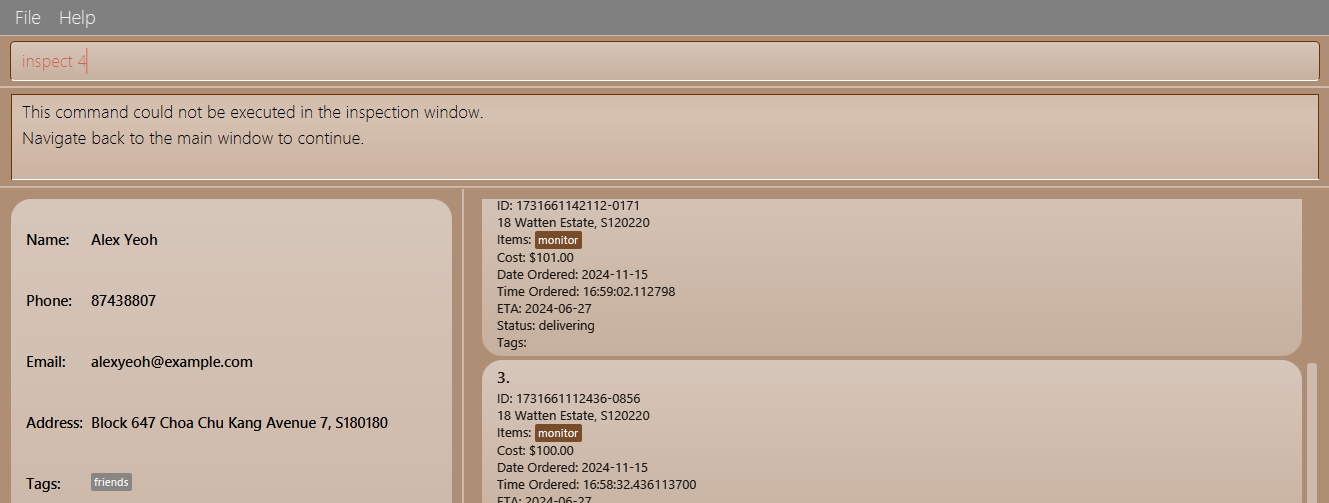 File Help
inspect 4
This command could not be executed in the inspection window.
Navigate back to the main window to continue.
Name: Alex Yeoh
Phone: 87438807
Email: alexyeoh@example.com
Address: Block 647 Choa Chu Kang Avenue 7, S180180
Tags: friends
ID: 1731661142112-0171
18 Watten Estate, S120220
Items: monitor
Cost: $101.00
Date Ordered: 2024-11-15
Time Ordered: 16:59:02.112798
ETA: 2024-06-27
Status: delivering
Tags:
3.
ID: 1731661112436-0856
18 Watten Estate, S120220
Items: monitor
Cost: $100.00
Date Ordered: 2024-11-15
Time Ordered: 16:58:32.436113700
ETA: 2024-06-27